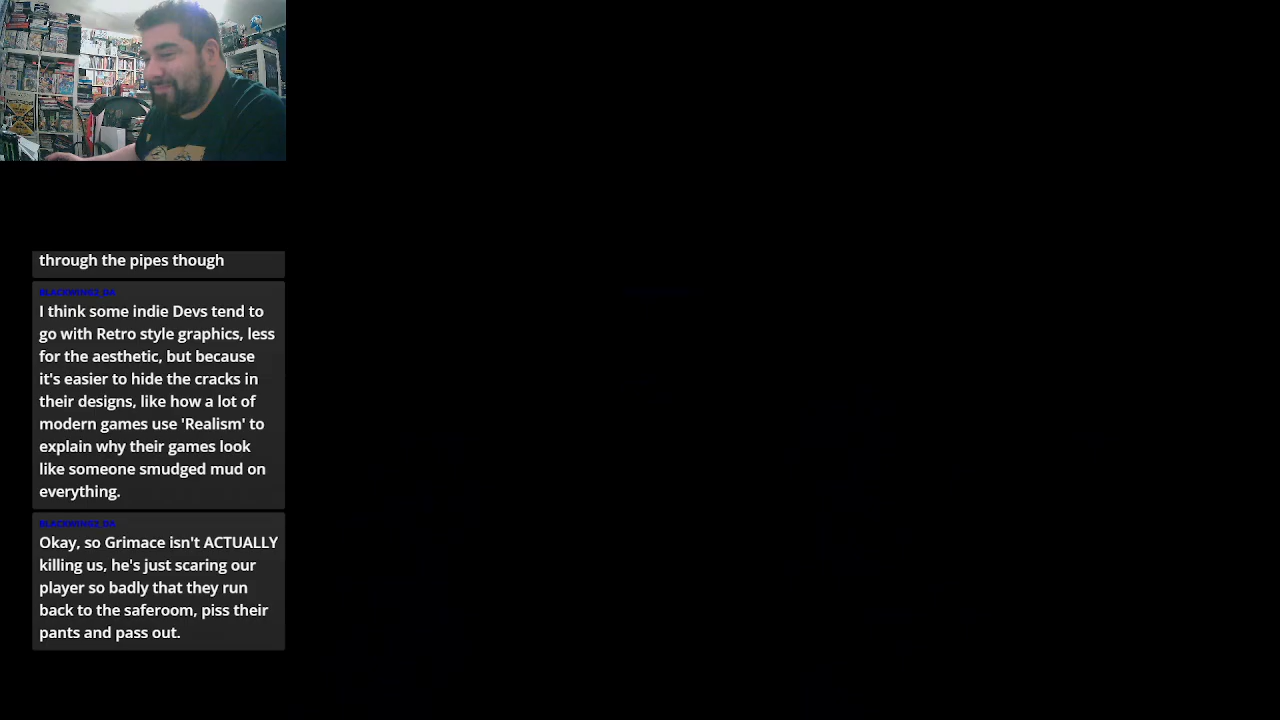 through the pipes though
BLACKWING2_DA
I think some indie Devs tend to
go with Retro style graphics, less
for the aesthetic, but because
it's easier to hide the cracks in
their designs, like how a lot of
modern games use 'Realism' to
explain why their games look
like someone smudged mud on
everything.
BLACKWING2_DA
Okay, so Grimace isn't ACTUALLY
killing us, he's just scaring our
player so badly that they run
back to the saferoom, piss their
pants and pass out.